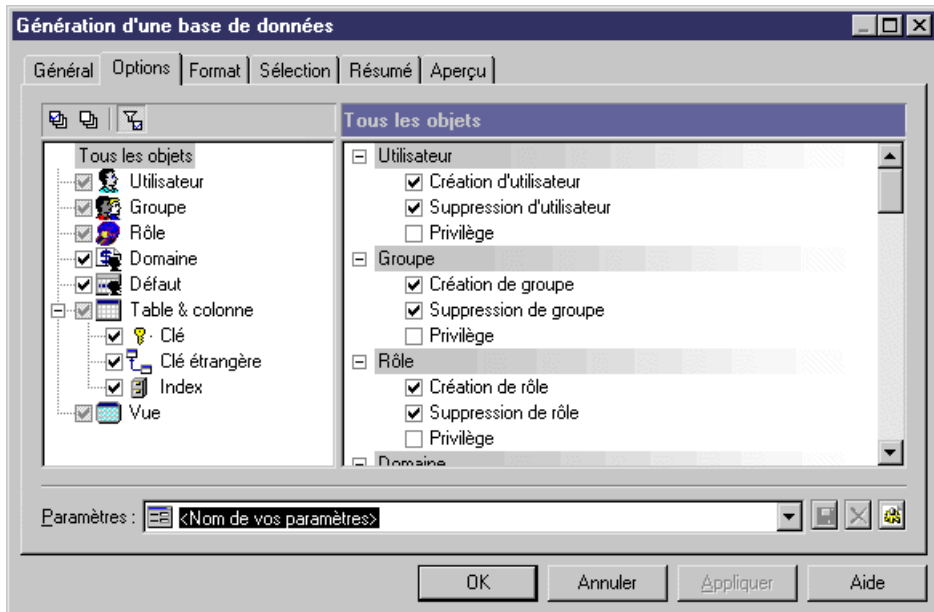 Génération d'une base de données
Général Options Format Sélection Résumé Aperçu
Tous les objets
Utilisateur
Groupe
Rôle
Domaine
Défaut
Table & colonne
Clé
Clé étrangère
Index
Vue
Tous les objets
Utilisateur
Création d'utilisateur
Suppression d'utilisateur
Privilège
Groupe
Création de groupe
Suppression de groupe
Privilège
Rôle
Création de rôle
Suppression de rôle
Privilège
Domaine
Paramètres : <Nom de vos paramètres>
OK Annuler Appliquer Aide